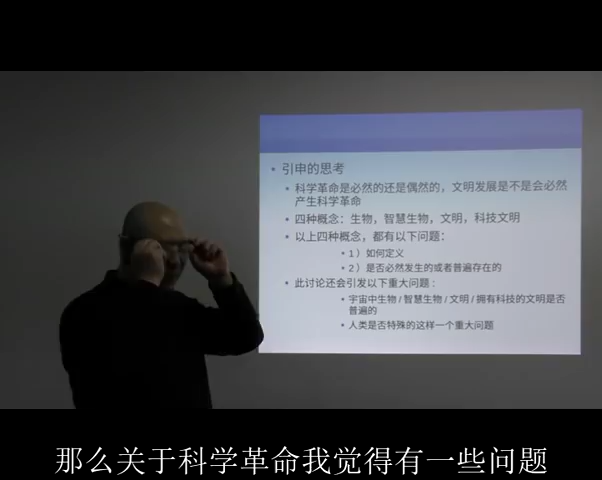 引申的思考
科学革命是必然的还是偶然的，文明发展是不是会必然
产生科学革命
四种概念：生物，智慧生物，文明，科技文明
以上四种概念，都有以下问题：
1）如何定义
2）是否必然发生的或者普遍存在的
此讨论还会引发以下重大问题：
宇宙中生物/智慧生物/文明/拥有科技的文明是否
普遍的
人类是否特殊的这样一个重大问题
那么关于科学革命我觉得有一些问题